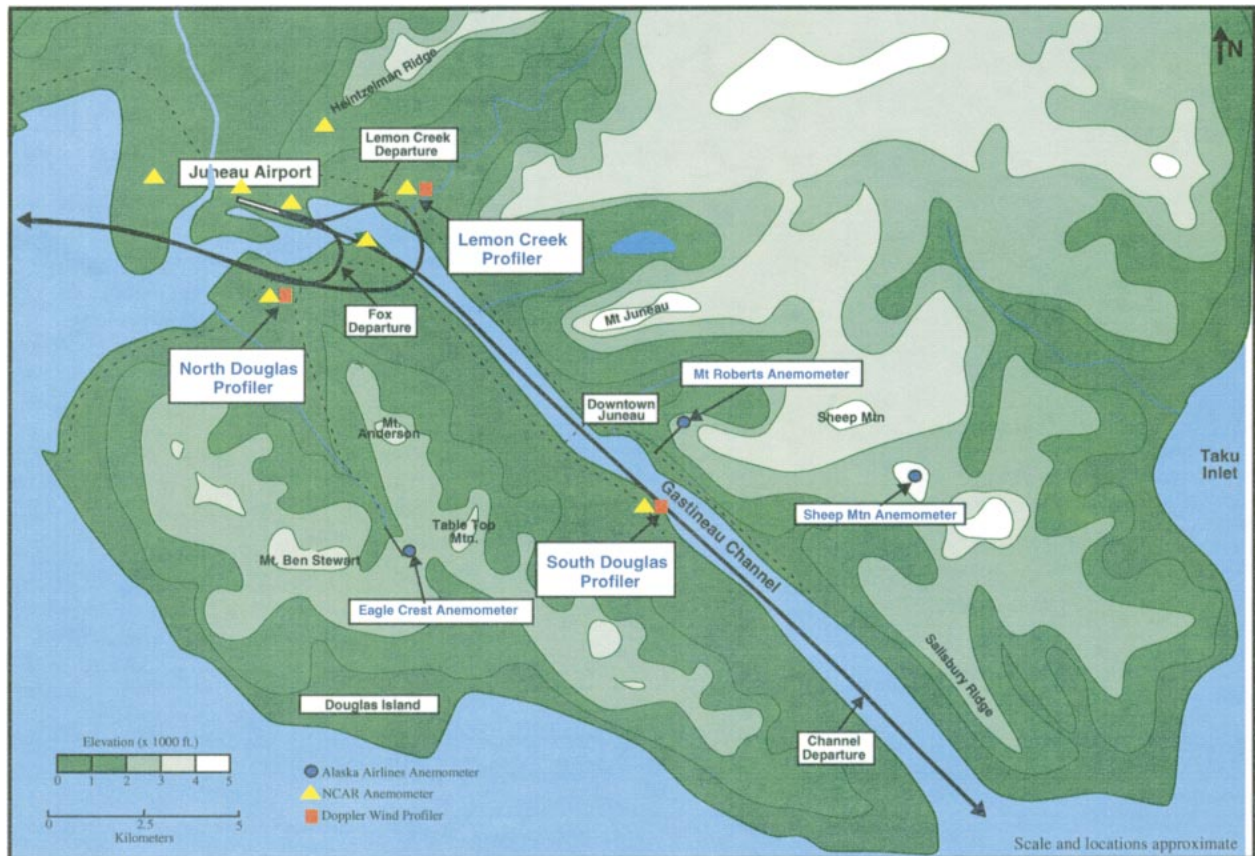 N
Heintzelman Ridge
Lemon Creek
Departure
Juneau Airport
Lemon Creek
Profiler
Fox
Departure
North Douglas
Profiler
Mt Juneau
Mt Roberts Anemometer
Downtown
Juneau
Sheep Mtn
Mt.
Anderson
Taku
Inlet
Gastineau Channel
Sheep Mtn Anemometer
Table Top
Mtn.
Mt. Ben Stewart
South Douglas
Profiler
Eagle Crest Anemometer
Salisbury Ridge
Douglas Island
Channel
Departure
Elevation (x 1000 ft.)
0 1 2 3 4 5
Alaska Airlines Anemometer
NCAR Anemometer
Doppler Wind Profiler
0 2.5 5
Kilometers
Scale and locations approximate